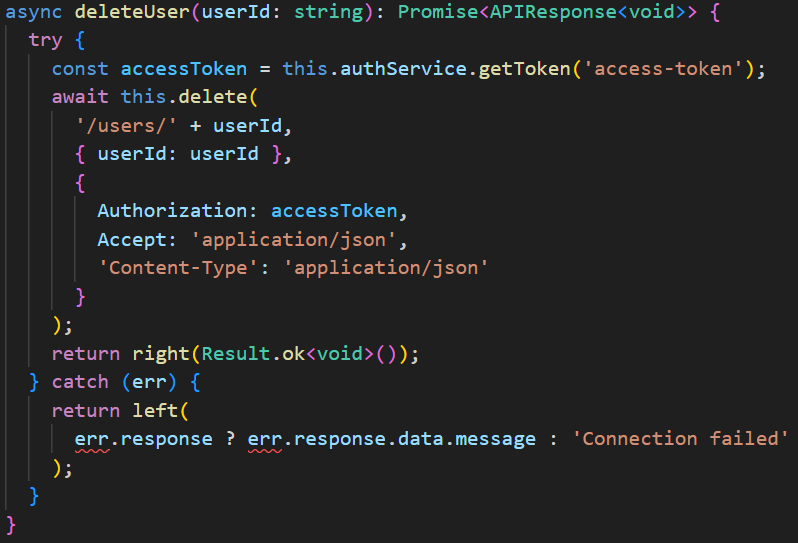 async deleteUser(userId: string): Promise<APIResponse<void>> {
  try {
    const accessToken = this.authService.getToken('access-token');
    await this.delete(
      '/users/' + userId,
      { userId: userId },
      {
        Authorization: accessToken,
        Accept: 'application/json',
        'Content-Type': 'application/json'
      }
    );
    return right(Result.ok<void>());
  } catch (err) {
    return left(
      err.response ? err.response.data.message : 'Connection failed'
    );
  }
}